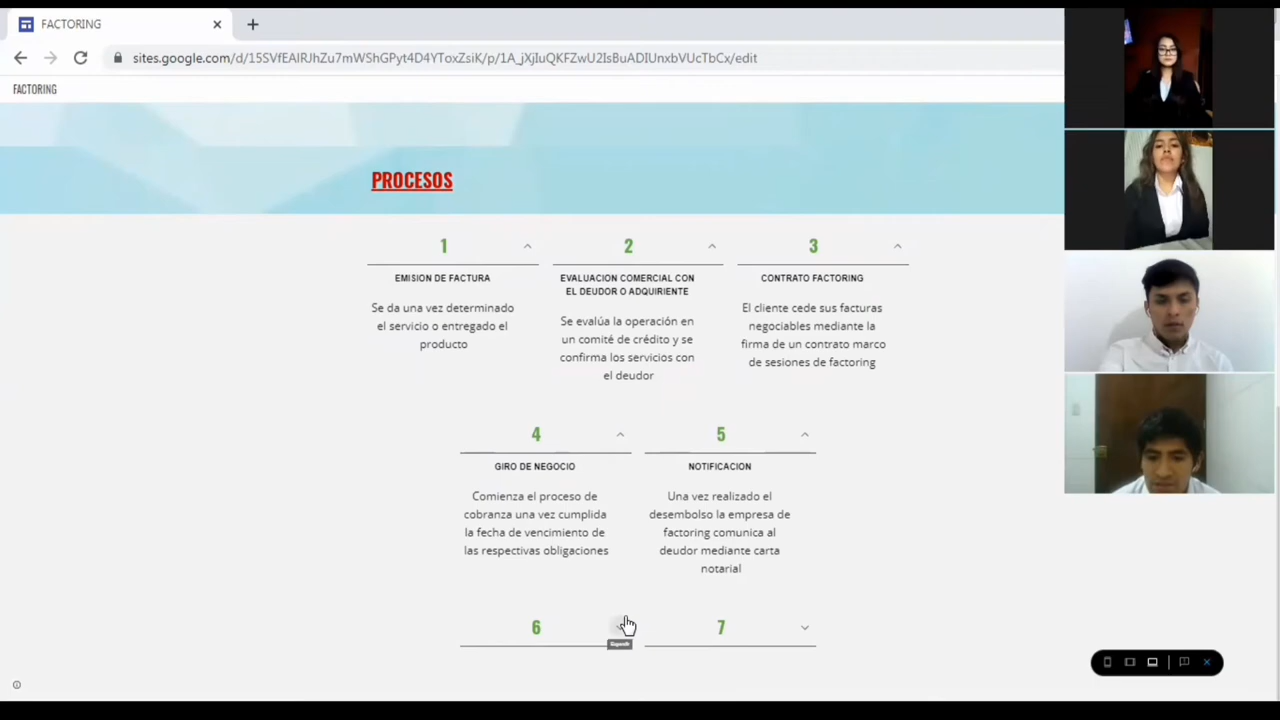 FACTORING
sites.google.com/d/15SVfEAIRJhZu7mWShGPyt4D4YToxZziK/p/1A_jXjIuQKFZwU2IsBuADIUnxbVUcTbCx/edit
FACTORING
PROCESOS
1
EMISION DE FACTURA
Se da una vez determinado
el servicio o entregado el
producto
2
EVALUACION COMERCIAL CON
EL DEUDOR O ADQUIRIENTE
Se evalúa la operación en
un comité de crédito y se
confirma los servicios con
el deudor
3
CONTRATO FACTORING
El cliente cede sus facturas
negociables mediante la
firma de un contrato marco
de sesiones de factoring
4
GIRO DE NEGOCIO
Comienza el proceso de
cobranza una vez cumplida
la fecha de vencimiento de
las respectivas obligaciones
5
NOTIFICACION
Una vez realizado el
desembolso la empresa de
factoring comunica al
deudor mediante carta
notarial
6
7